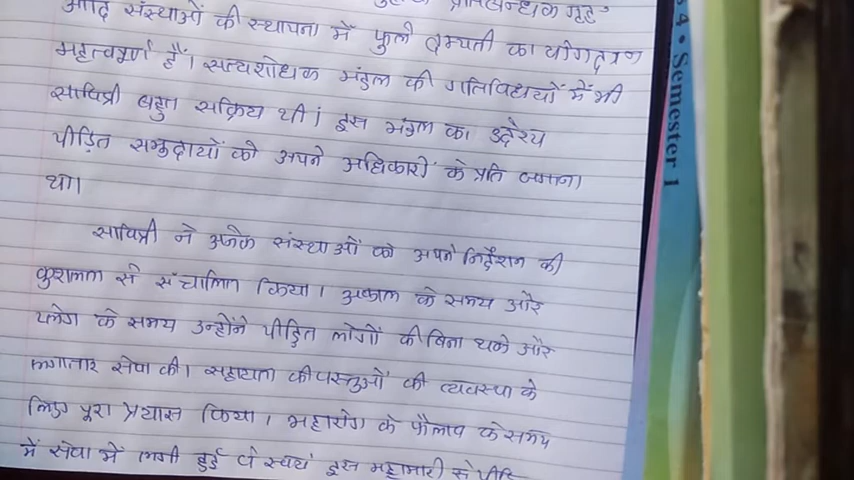 आदि संस्थाओं की स्थापना में फुले दम्पती का योगदान
महत्वपूर्ण है। सत्यशोधक मंडल की गतिविधियों में भी
सावित्री बहुत सक्रिय थी। इस मंडल का उद्देश्य
पीड़ित समुदायों को अपने अधिकारों के प्रति जगाना
था।
सावित्री ने अनेक संस्थाओं को अपने निर्देशन की
कुशलता से संचालित किया। अकाल के समय और
प्लेग के समय उन्होंने पीड़ित लोगों की बिना थके और
लगातार सेवा की। सहायता की वस्तुओं की व्यवस्था के
लिए पूरा प्रयास किया। महारोग के फैलाव के समय
में सेवा में लगी हुई वे स्वयं इस महामारी से
4 • Semester 1